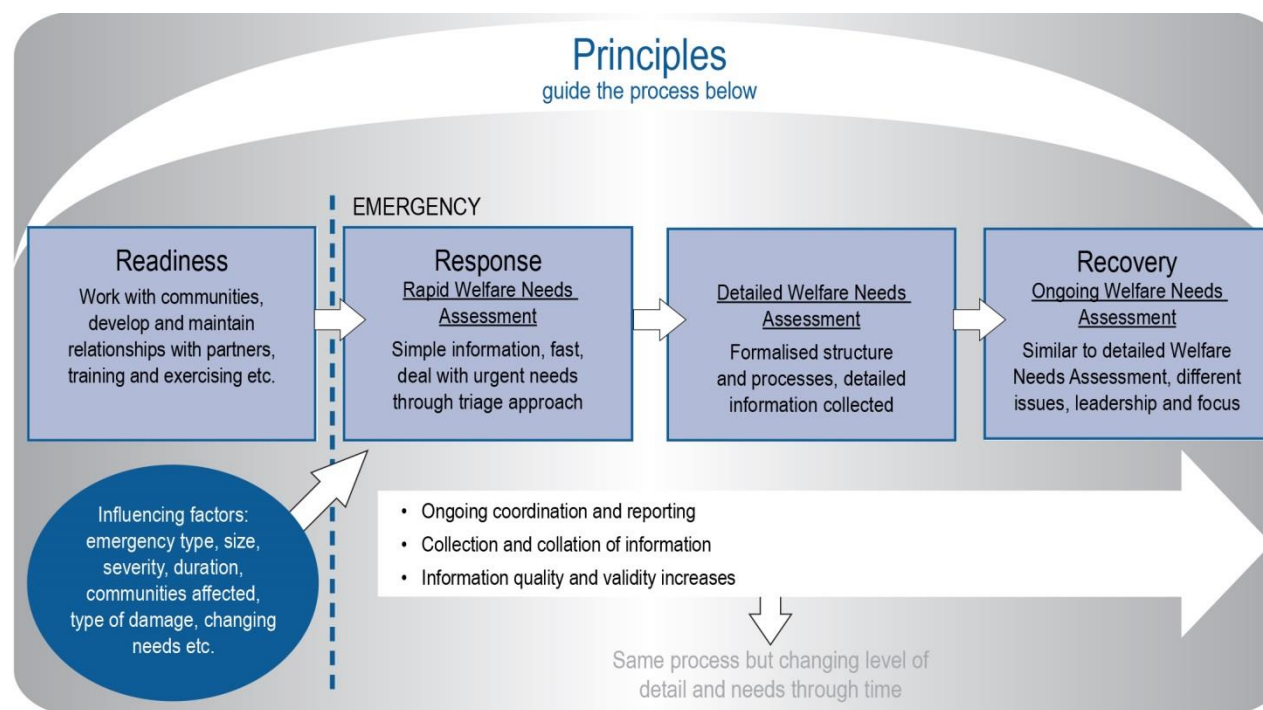 Principles
guide the process below
EMERGENCY
Readiness
Work with communities,
develop and maintain
relationships with partners,
training and exercising etc.
Response
Rapid Welfare Needs
Assessment
Simple information, fast,
deal with urgent needs
through triage approach
Detailed Welfare Needs
Assessment
Formalised structure
and processes, detailed
information collected
Recovery
Ongoing Welfare Needs
Assessment
Similar to detailed Welfare
Needs Assessment, different
issues, leadership and focus
Influencing factors:
emergency type, size,
severity, duration,
communities affected,
type of damage, changing
needs etc.
• Ongoing coordination and reporting
• Collection and collation of information
• Information quality and validity increases
Same process but changing level of
detail and needs through time